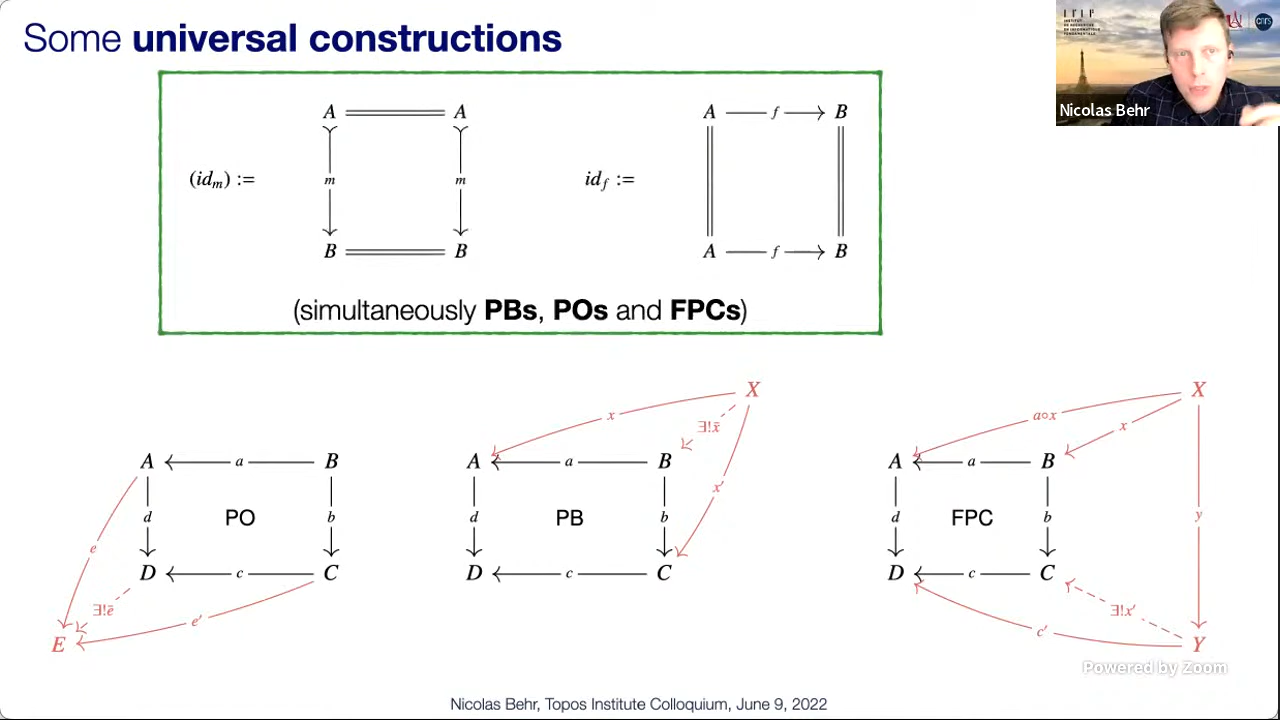 Some universal constructions
Nicolas Behr
A f B
A A
(id_m) := m m
id_f :=
B B
A f B
(simultaneously PBs, POs and FPCs)
X
x
∃!x̄
x'
A a B
d PO b
D c C
e
∃!ē
e'
E
A a B
d PB b
D c C
X
a∘x
x
A a B
d FPC b
y
D c C
∃!x'
c'
Y
Powered by Zoom
Nicolas Behr, Topos Institute Colloquium, June 9, 2022